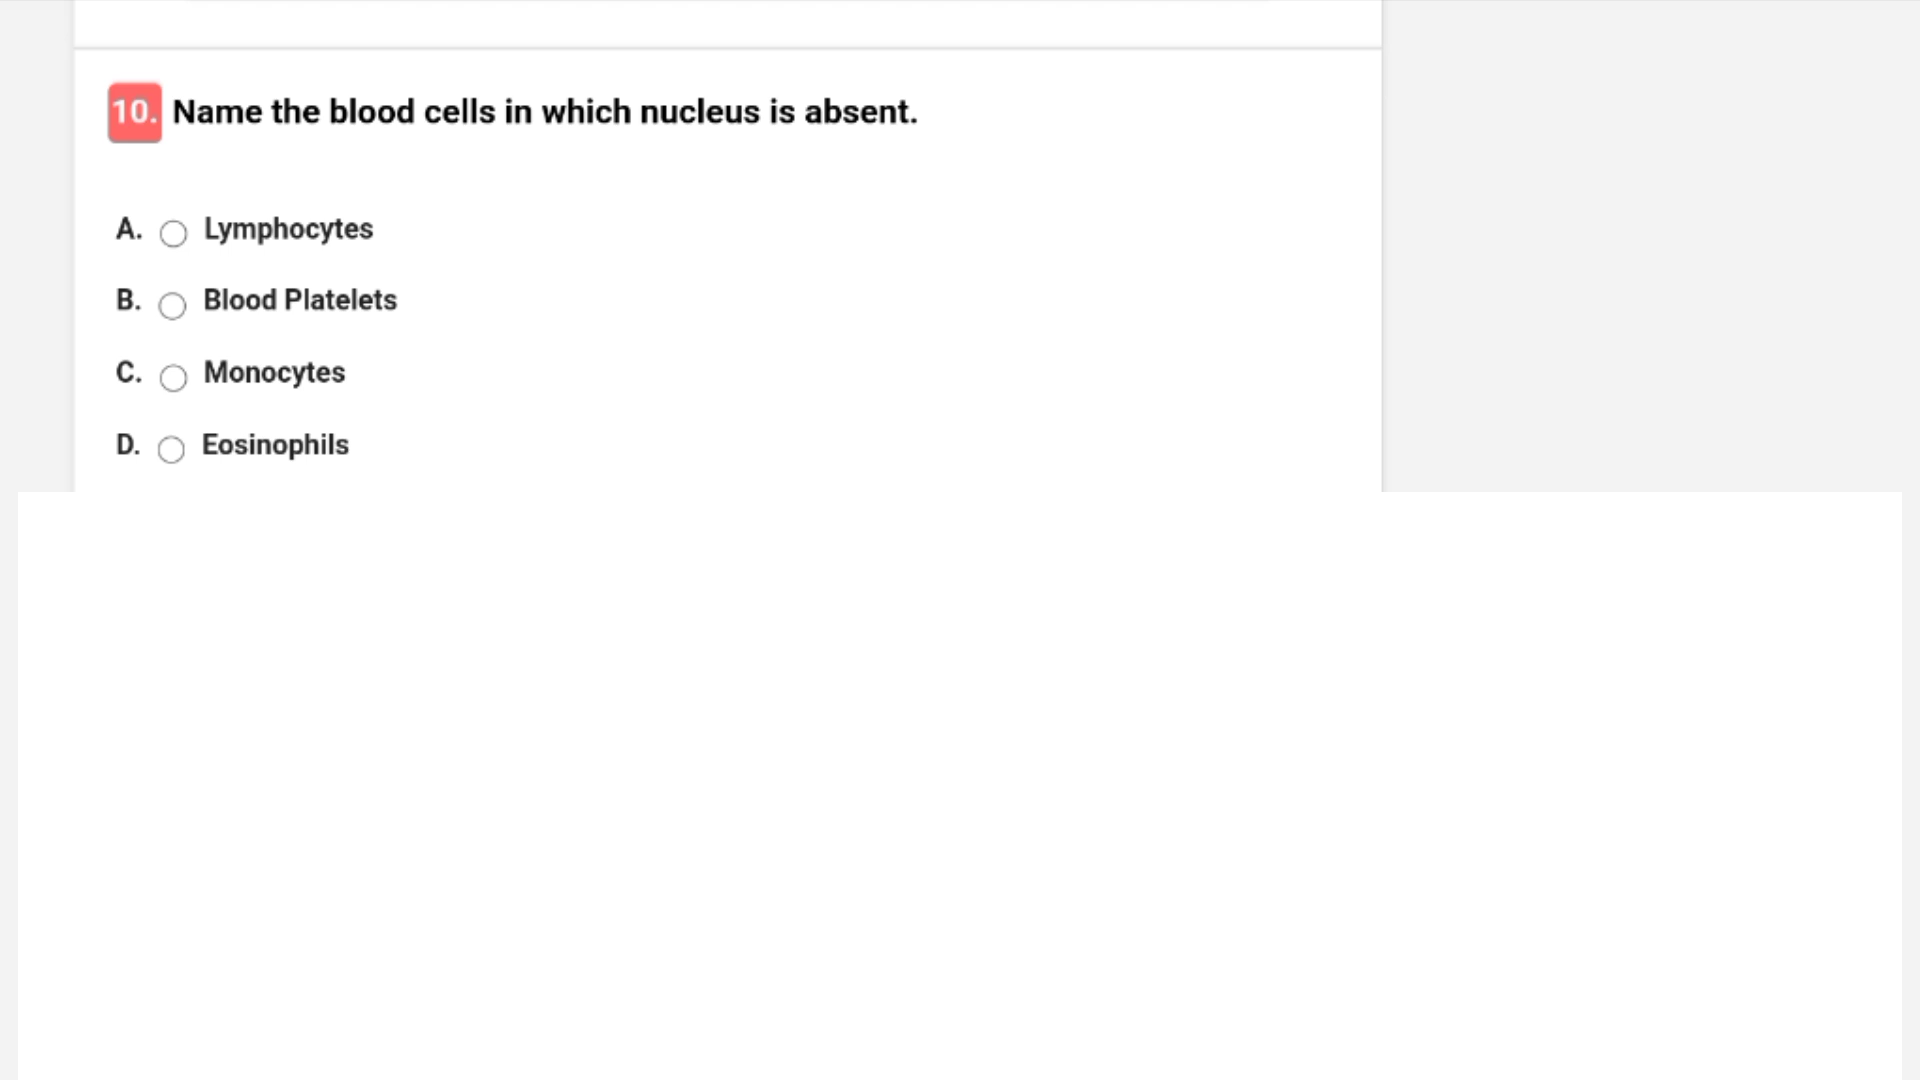 10. Name the blood cells in which nucleus is absent.
A. Lymphocytes
B. Blood Platelets
C. Monocytes
D. Eosinophils